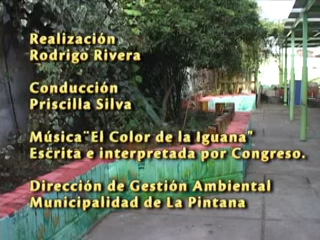 Realización
Rodrigo Rivera
Conducción
Priscilla Silva
Música "El Color de la Iguana"
Escrita e interpretada por Congreso.
Dirección de Gestión Ambiental
Municipalidad de La Pintana